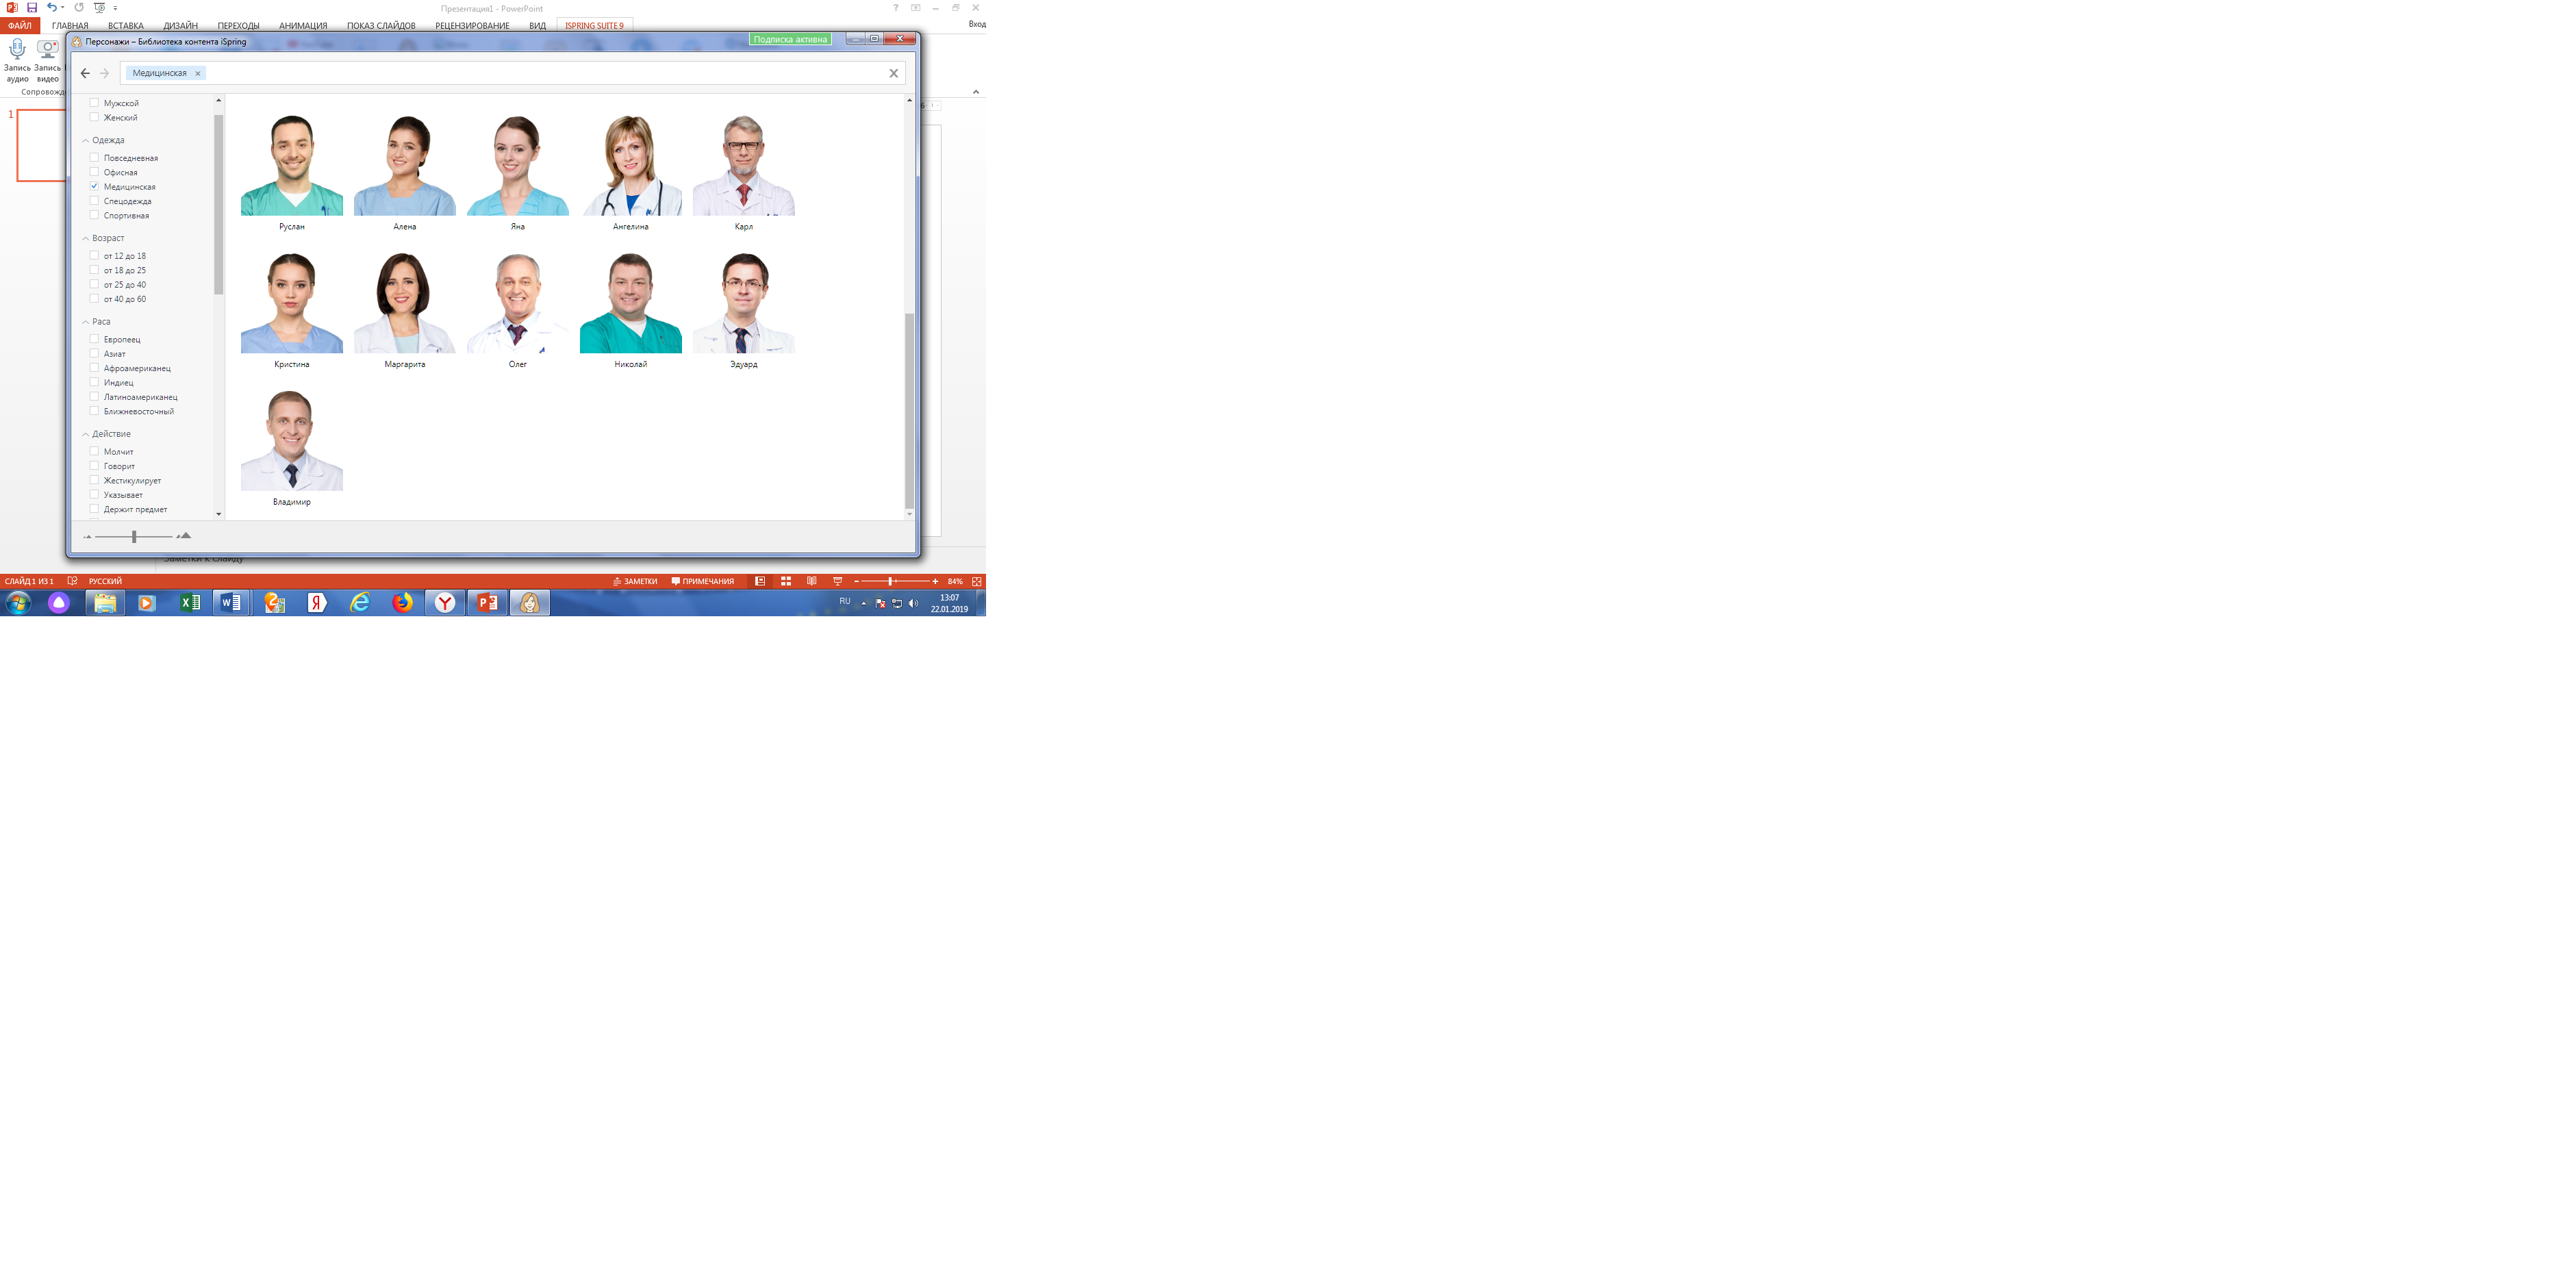 Презентация1 - PowerPoint
ФАЙЛ ГЛАВНАЯ ВСТАВКА ДИЗАЙН ПЕРЕХОДЫ АНИМАЦИЯ ПОКАЗ СЛАЙДОВ РЕЦЕНЗИРОВАНИЕ ВИД ISPRING SUITE 9 Вход
Персонажи – Библиотека контента iSpring Подписка активна
Запись аудио
Запись видео
Сопровожд
1
Медицинская
Мужской
Женский
Одежда
Повседневная
Офисная
Медицинская
Спецодежда
Спортивная
Возраст
от 12 до 18
от 18 до 25
от 25 до 40
от 40 до 60
Раса
Европеец
Азиат
Афроамериканец
Индиец
Латиноамериканец
Ближневосточный
Действие
Молчит
Говорит
Жестикулирует
Указывает
Держит предмет
Руслан Алена Яна Ангелина Карл
Кристина Маргарита Олег Николай Эдуард
Владимир
Заметки к слайду
СЛАЙД 1 ИЗ 1 РУССКИЙ ЗАМЕТКИ ПРИМЕЧАНИЯ 84%
RU 13:07
22.01.2019